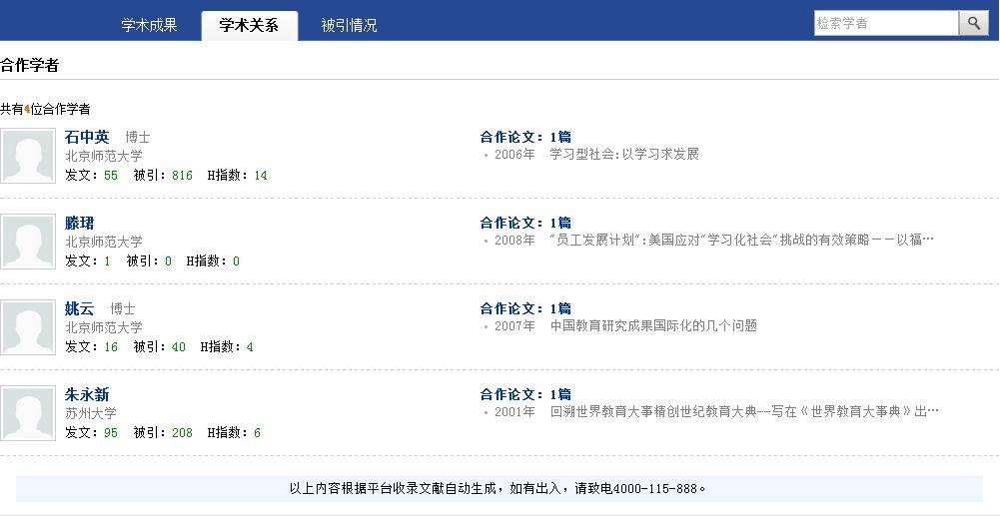 学术成果 学术关系 被引情况 检索学者
合作学者
共有4位合作学者
石中英 博士 合作论文：1篇
北京师范大学 2006年 学习型社会:以学习求发展
发文：55 被引：816 H指数：14
滕珺 合作论文：1篇
北京师范大学 2008年 "员工发展计划":美国应对"学习化社会"挑战的有效策略——以福…
发文：1 被引：0 H指数：0
姚云 博士 合作论文：1篇
北京师范大学 2007年 中国教育研究成果国际化的几个问题
发文：16 被引：40 H指数：4
朱永新 合作论文：1篇
苏州大学 2001年 回溯世界教育大事精创世纪教育大典--写在《世界教育大事典》出…
发文：95 被引：208 H指数：6
以上内容根据平台收录文献自动生成，如有出入，请致电4000-115-888。